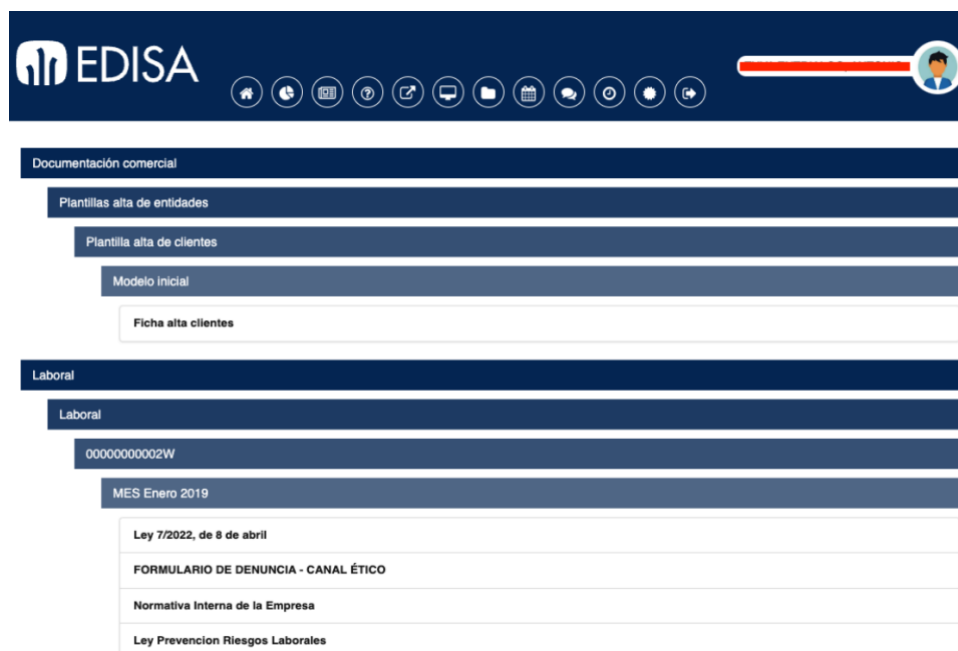 EDISA
Documentación comercial
Plantillas alta de entidades
Plantilla alta de clientes
Modelo inicial
Ficha alta clientes
Laboral
Laboral
00000000002W
MES Enero 2019
Ley 7/2022, de 8 de abril
FORMULARIO DE DENUNCIA - CANAL ÉTICO
Normativa Interna de la Empresa
Ley Prevencion Riesgos Laborales